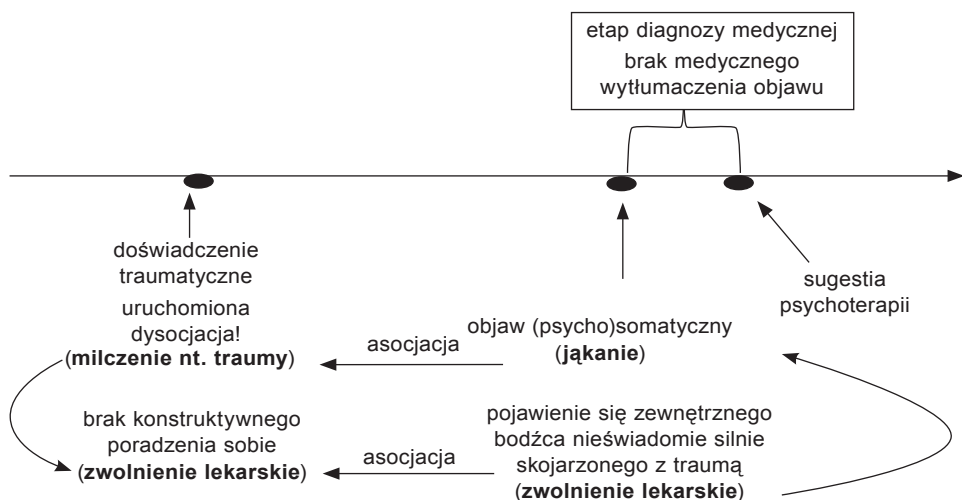 etap diagnozy medycznej
brak medycznego
wytłumaczenia objawu
doświadczenie
traumatyczne
uruchomiona
dysocjacja!
(milczenie nt. traumy)
asocjacja
objaw (psycho)somatyczny
(jąkanie)
sugestia
psychoterapii
brak konstruktywnego
poradzenia sobie
(zwolnienie lekarskie)
asocjacja
pojawienie się zewnętrznego
bodźca nieświadomie silnie
skojarzonego z traumą
(zwolnienie lekarskie)